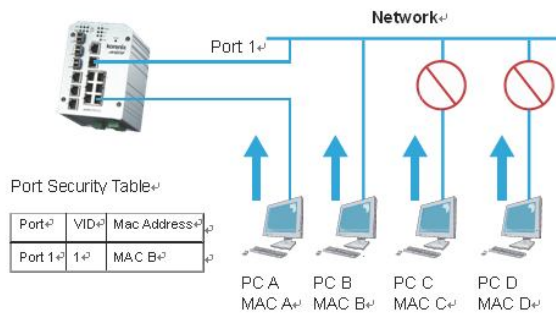 Network↵
Port 1↵
korenix
Port Security Table↵
Port↵ VID↵ Mac Address↵
Port 1↵ 1↵ MAC B↵
PC A PC B PC C PC D
MAC A↵ MAC B↵ MAC C↵ MAC D↵